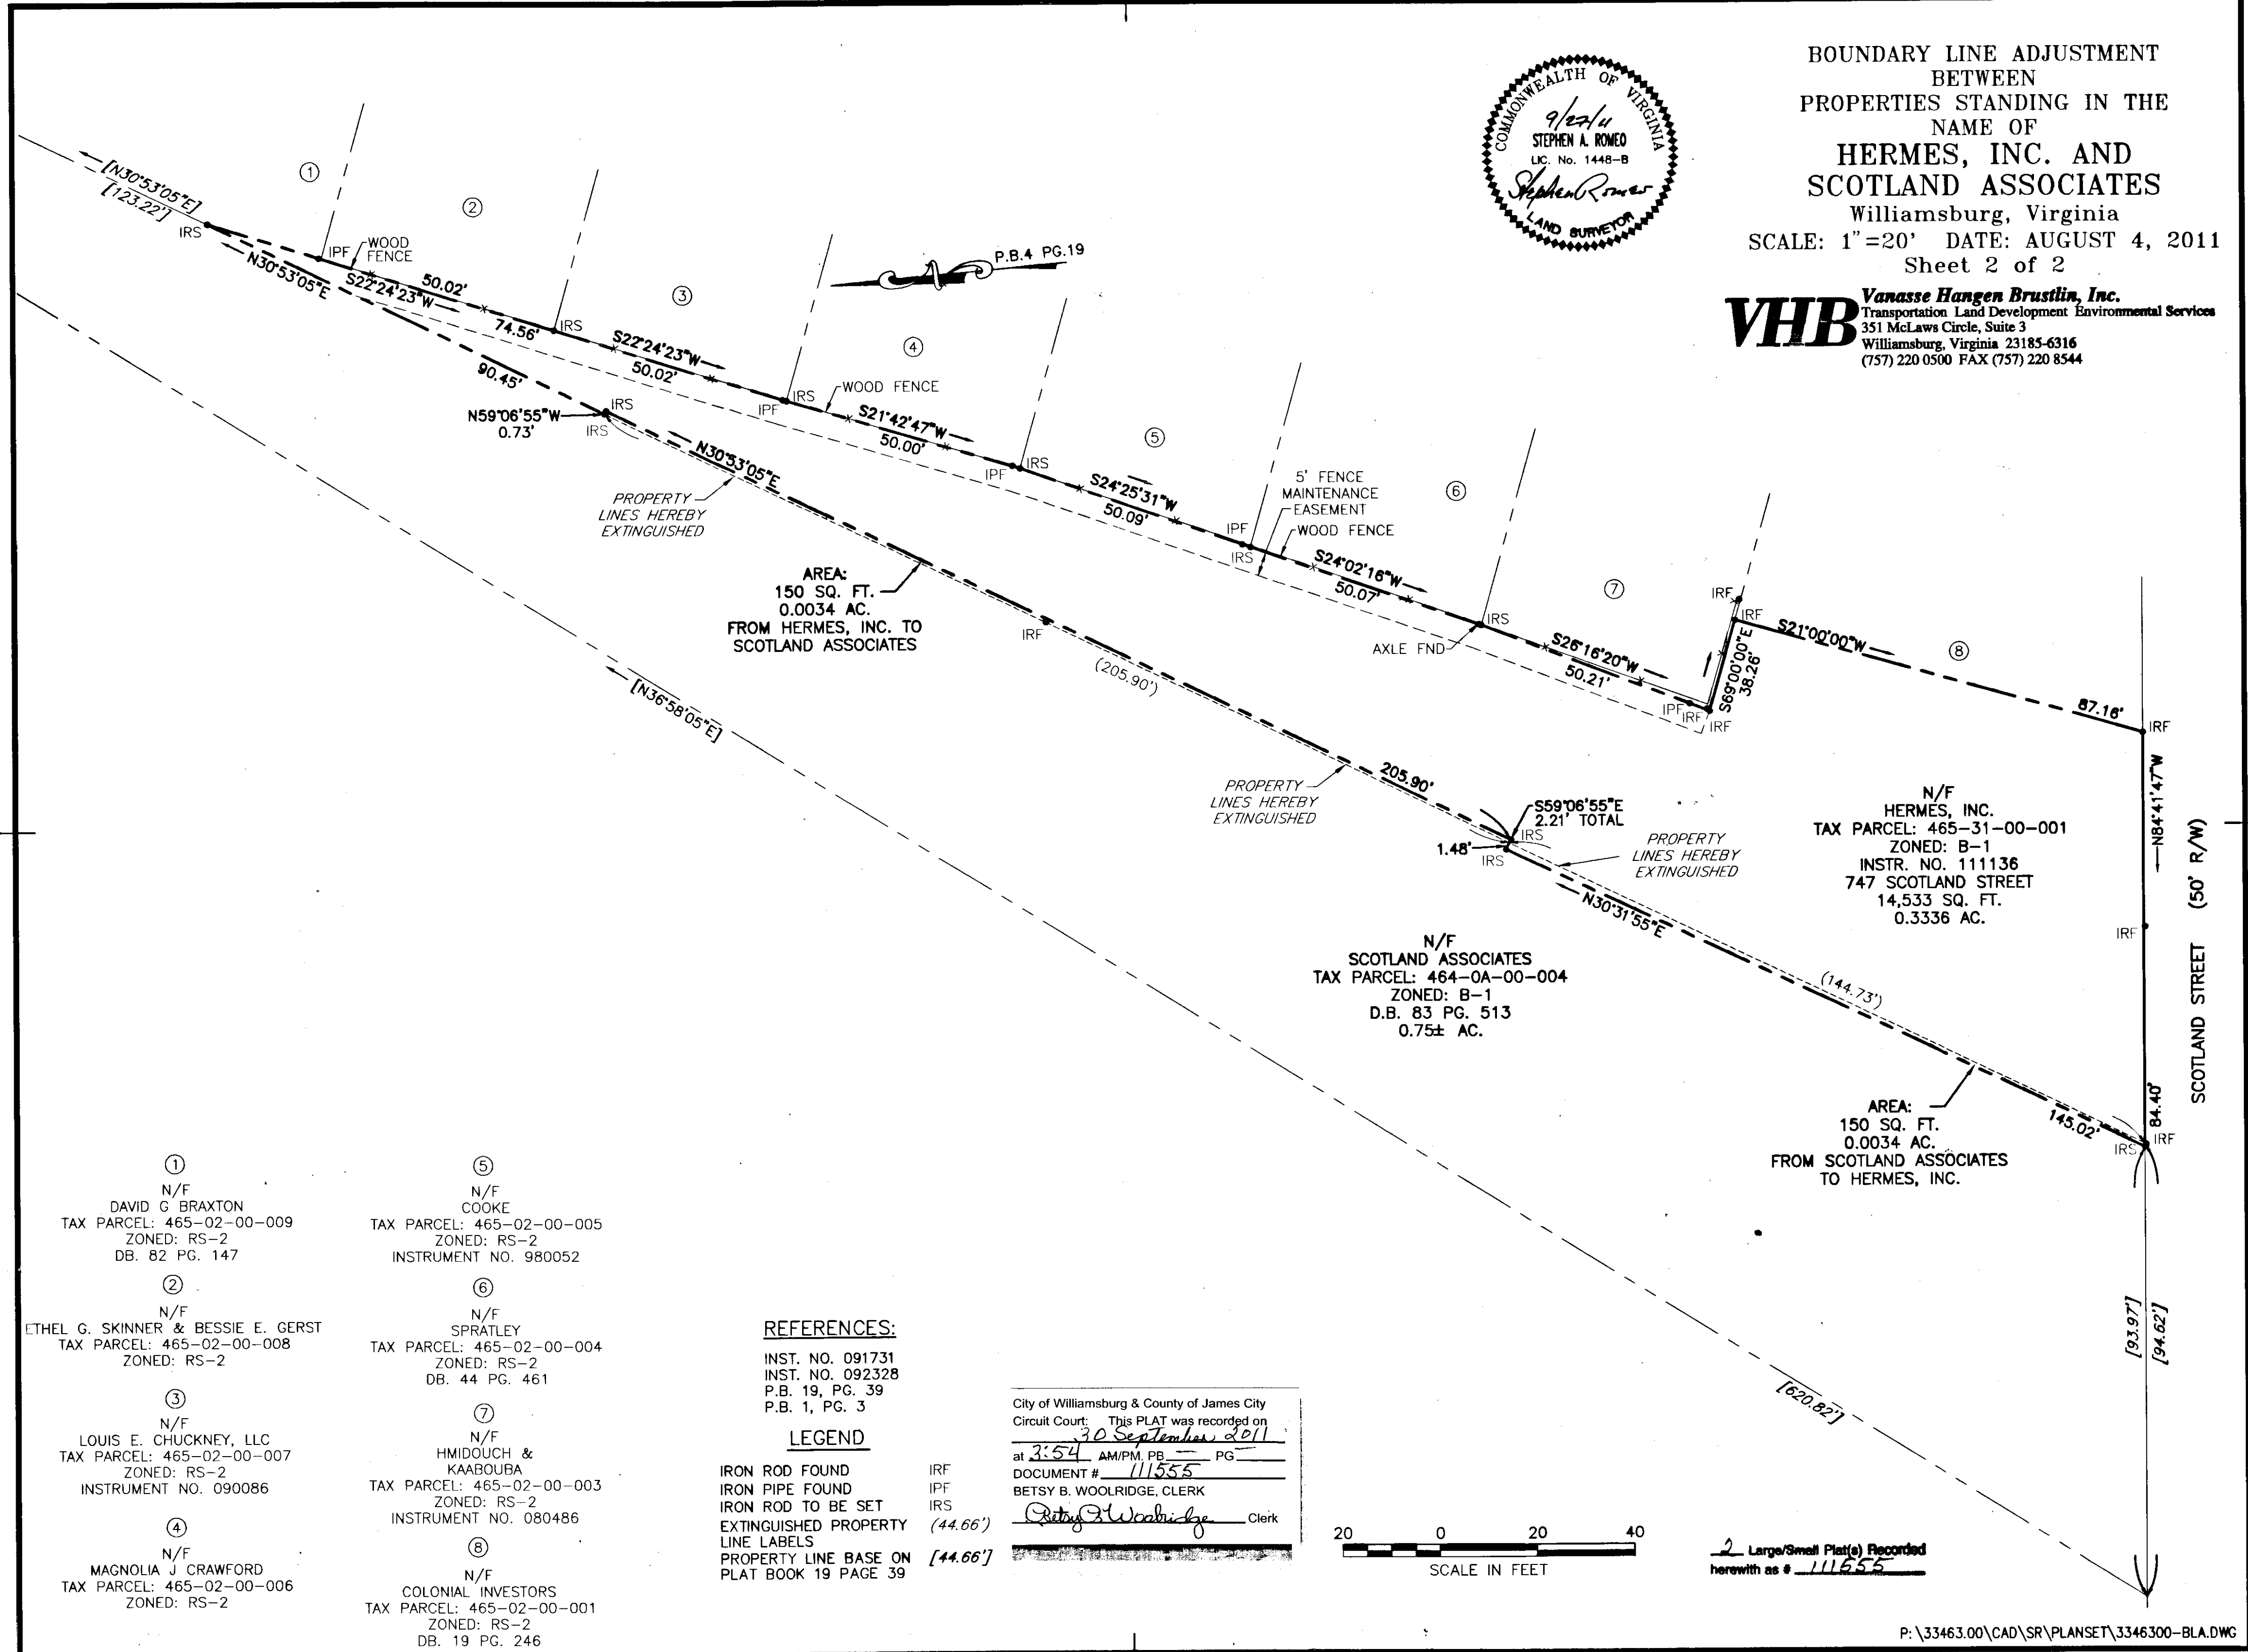 BOUNDARY LINE ADJUSTMENT
BETWEEN
PROPERTIES STANDING IN THE
NAME OF
HERMES, INC. AND
SCOTLAND ASSOCIATES
Williamsburg, Virginia
SCALE: 1"=20' DATE: AUGUST 4, 2011
Sheet 2 of 2
VHB
Vanasse Hangen Brustlin, Inc.
Transportation Land Development Environmental Services
351 McLaws Circle, Suite 3
Williamsburg, Virginia 23185-6316
(757) 220 0500 FAX (757) 220 8544
COMMONWEALTH OF VIRGINIA
9/27/11
STEPHEN A. ROMEO
LIC. No. 1448-B
Stephen Romeo
LAND SURVEYOR
[N30°53'05"E]
[123.22']
IRS
1
2
3
4
5
6
7
8
P.B.4 PG.19
IPF
WOOD
FENCE
N30°53'05"E
S22°24'23"W
50.02'
74.56'
IRS
S22°24'23"W
50.02'
90.45'
N59°06'55"W
0.73'
IRS
IRS
IPF
IRS
WOOD FENCE
S21°42'47"W
50.00'
IPF
IRS
N30°53'05"E
PROPERTY
LINES HEREBY
EXTINGUISHED
S24°25'31"W
50.09'
5' FENCE
MAINTENANCE
EASEMENT
WOOD FENCE
IPF
IRS
S24°02'16"W
50.07'
AREA:
150 SQ. FT.
0.0034 AC.
FROM HERMES, INC. TO
SCOTLAND ASSOCIATES
IRF
(205.90')
IRS
AXLE FND
S26°16'20"W
50.21'
IPF
IRF
IRF
IRF
IRF
S69°00'00"E
38.26'
S21°00'00"W
87.16'
IRF
[N36°58'05"E]
PROPERTY
LINES HEREBY
EXTINGUISHED
205.90'
S59°06'55"E
2.21' TOTAL
IRS
1.48'
IRS
PROPERTY
LINES HEREBY
EXTINGUISHED
N30°31'55"E
N/F
HERMES, INC.
TAX PARCEL: 465-31-00-001
ZONED: B-1
INSTR. NO. 111136
747 SCOTLAND STREET
14,533 SQ. FT.
0.3336 AC.
N84°41'47"W
IRF
SCOTLAND STREET (50' R/W)
N/F
SCOTLAND ASSOCIATES
TAX PARCEL: 464-0A-00-004
ZONED: B-1
D.B. 83 PG. 513
0.75± AC.
(144.73')
84.40'
AREA:
150 SQ. FT.
0.0034 AC.
FROM SCOTLAND ASSOCIATES
TO HERMES, INC.
145.02'
IRS
IRF
[93.97']
[94.62']
[620.82']
1
N/F
DAVID G BRAXTON
TAX PARCEL: 465-02-00-009
ZONED: RS-2
DB. 82 PG. 147
2
N/F
ETHEL G. SKINNER & BESSIE E. GERST
TAX PARCEL: 465-02-00-008
ZONED: RS-2
3
N/F
LOUIS E. CHUCKNEY, LLC
TAX PARCEL: 465-02-00-007
ZONED: RS-2
INSTRUMENT NO. 090086
4
N/F
MAGNOLIA J CRAWFORD
TAX PARCEL: 465-02-00-006
ZONED: RS-2
5
N/F
COOKE
TAX PARCEL: 465-02-00-005
ZONED: RS-2
INSTRUMENT NO. 980052
6
N/F
SPRATLEY
TAX PARCEL: 465-02-00-004
ZONED: RS-2
DB. 44 PG. 461
7
N/F
HMIDOUCH &
KAABOUBA
TAX PARCEL: 465-02-00-003
ZONED: RS-2
INSTRUMENT NO. 080486
8
N/F
COLONIAL INVESTORS
TAX PARCEL: 465-02-00-001
ZONED: RS-2
DB. 19 PG. 246
REFERENCES:
INST. NO. 091731
INST. NO. 092328
P.B. 19, PG. 39
P.B. 1, PG. 3
LEGEND
IRON ROD FOUND IRF
IRON PIPE FOUND IPF
IRON ROD TO BE SET IRS
EXTINGUISHED PROPERTY (44.66')
LINE LABELS
PROPERTY LINE BASE ON [44.66']
PLAT BOOK 19 PAGE 39
City of Williamsburg & County of James City
Circuit Court: This PLAT was recorded on
30 September 2011
at 3:54 AM/PM. PB — PG —
DOCUMENT # 111555
BETSY B. WOOLRIDGE, CLERK
Betsy B Woolridge Clerk
20 0 20 40
SCALE IN FEET
2 Large/Small Plat(s) Recorded
herewith as # 111555
P:\33463.00\CAD\SR\PLANSET\3346300-BLA.DWG